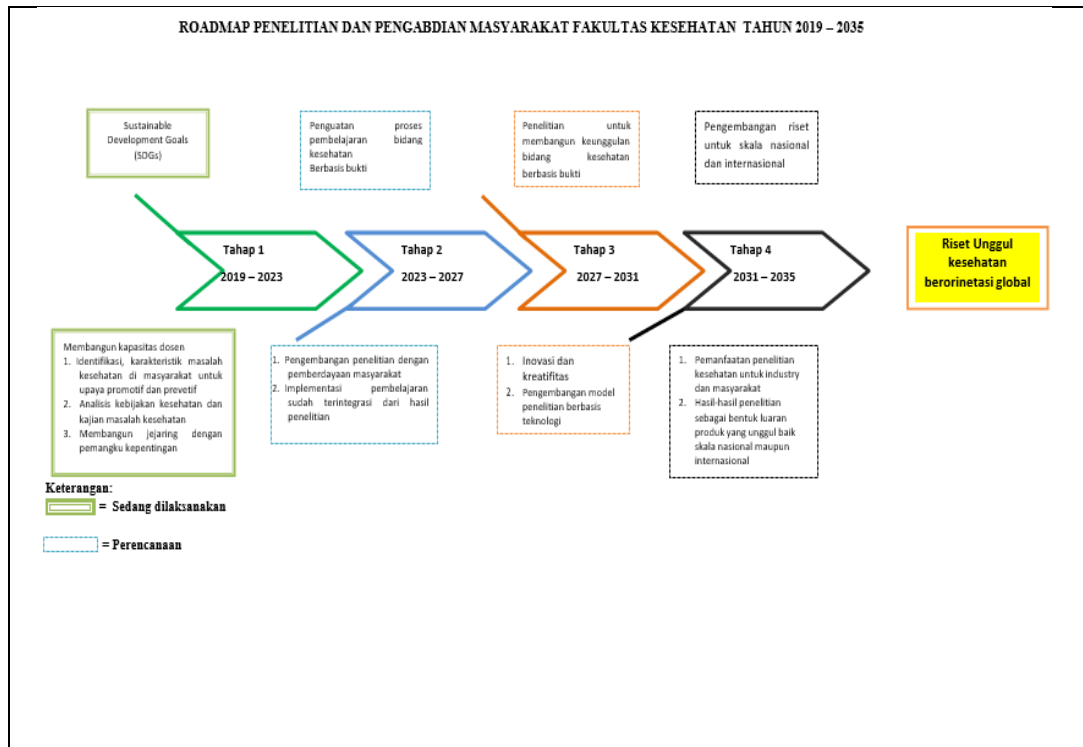 ROADMAP PENELITIAN DAN PENGABDIAN MASYARAKAT FAKULTAS KESEHATAN TAHUN 2019 – 2035
Sustainable
Development Goals
(SDGs)
Penguatan proses
pembelajaran bidang
kesehatan
Berbasis bukti
Penelitian untuk
membangun keunggulan
bidang kesehatan
berbasis bukti
Pengembangan riset
untuk skala nasional
dan internasional
Tahap 1
2019 – 2023
Tahap 2
2023 – 2027
Tahap 3
2027 – 2031
Tahap 4
2031 – 2035
Riset Unggul
kesehatan
berorinetasi global
Membangun kapasitas dosen
1. Identifikasi, karakteristik masalah
kesehatan di masyarakat untuk
upaya promotif dan prevetif
2. Analisis kebijakan kesehatan dan
kajian masalah kesehatan
3. Membangun jejaring dengan
pemangku kepentingan
1. Pengembangan penelitian dengan
pemberdayaan masyarakat
2. Implementasi pembelajaran
sudah terintegrasi dari hasil
penelitian
1. Inovasi dan
kreatifitas
2. Pengembangan model
penelitian berbasis
teknologi
1. Pemanfaatan penelitian
kesehatan untuk industry
dan masyarakat
2. Hasil-hasil penelitian
sebagai bentuk luaran
produk yang unggul baik
skala nasional maupun
internasional
Keterangan:
= Sedang dilaksanakan
= Perencanaan